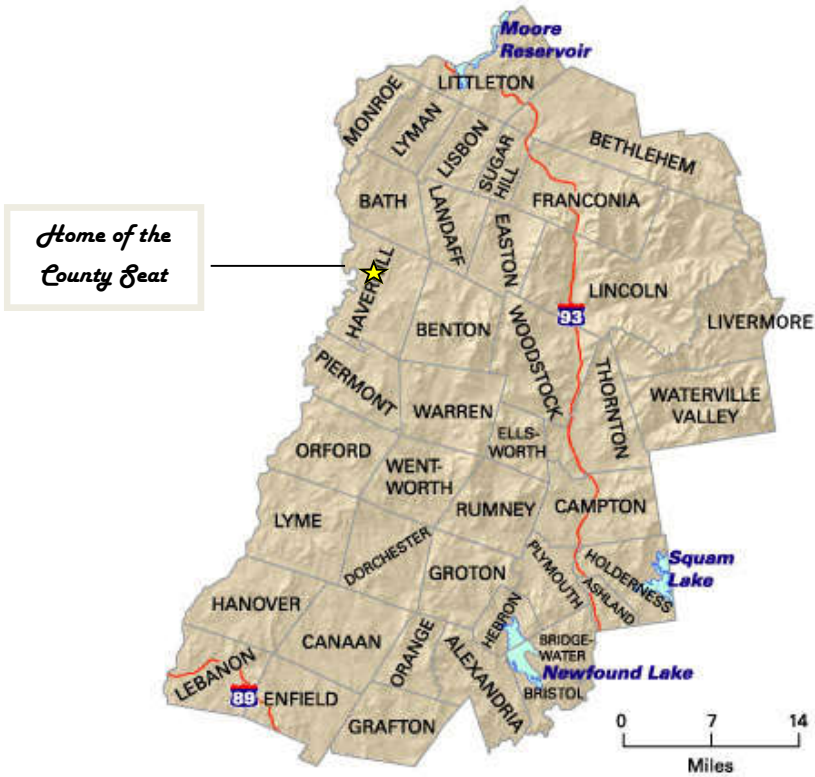 Moore
Reservoir
LITTLETON
MONROE
LYMAN
LISBON
SUGAR
HILL
BETHLEHEM
BATH
LANDAFF
FRANCONIA
EASTON
Home of the
County Seat
HAVERHILL
LINCOLN
93
LIVERMORE
BENTON
WOODSTOCK
PIERMONT
THORNTON
WATERVILLE
VALLEY
WARREN
ELLS-
WORTH
ORFORD
WENT-
WORTH
RUMNEY
CAMPTON
LYME
DORCHESTER
GROTON
PLYMOUTH
HOLDERNESS
ASHLAND
Squam
Lake
HANOVER
HEBRON
CANAAN
ORANGE
ALEXANDRIA
BRIDGE-
WATER
Newfound Lake
BRISTOL
LEBANON
89
ENFIELD
GRAFTON
0 7 14
Miles